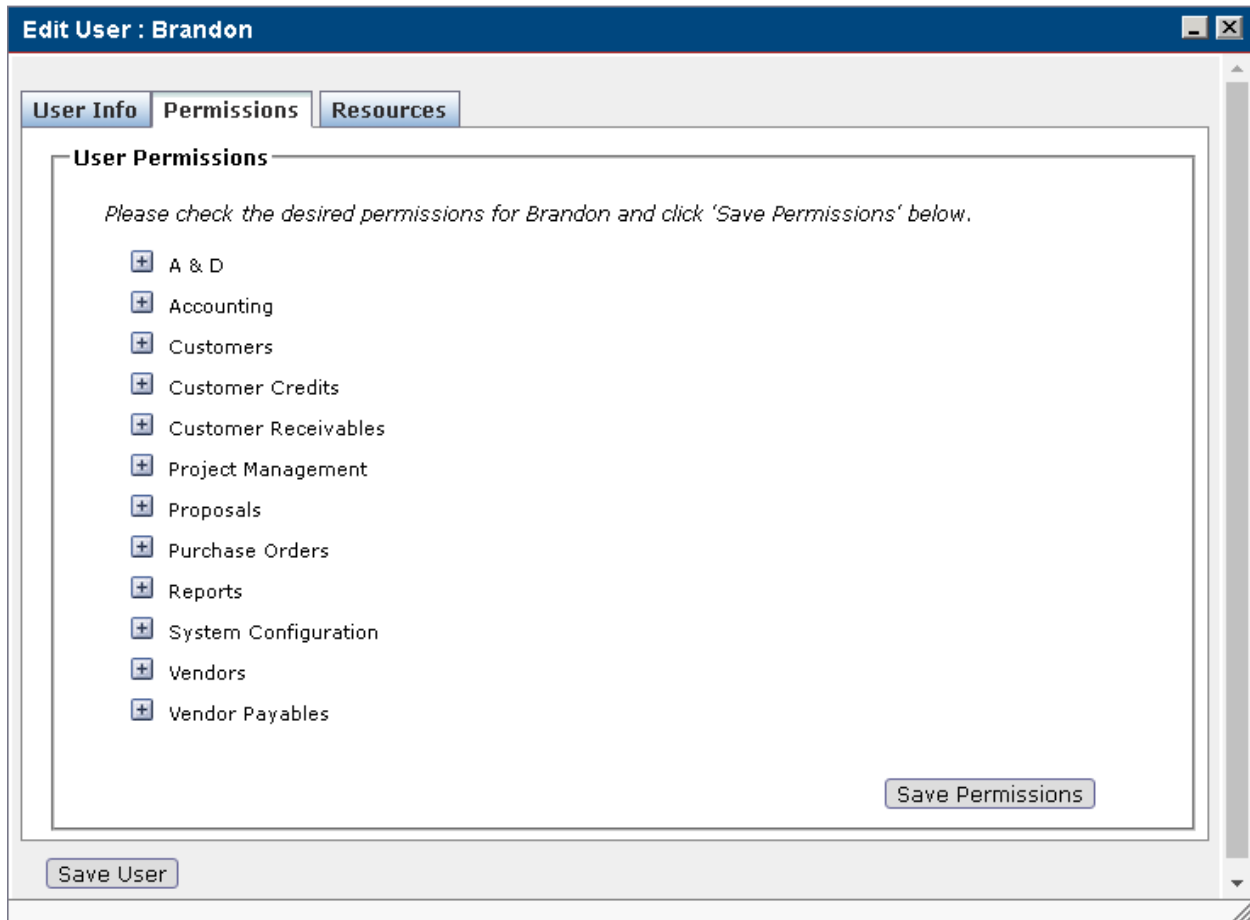 Edit User : Brandon
User Info Permissions Resources
User Permissions
Please check the desired permissions for Brandon and click 'Save Permissions' below.
A & D
Accounting
Customers
Customer Credits
Customer Receivables
Project Management
Proposals
Purchase Orders
Reports
System Configuration
Vendors
Vendor Payables
Save Permissions
Save User